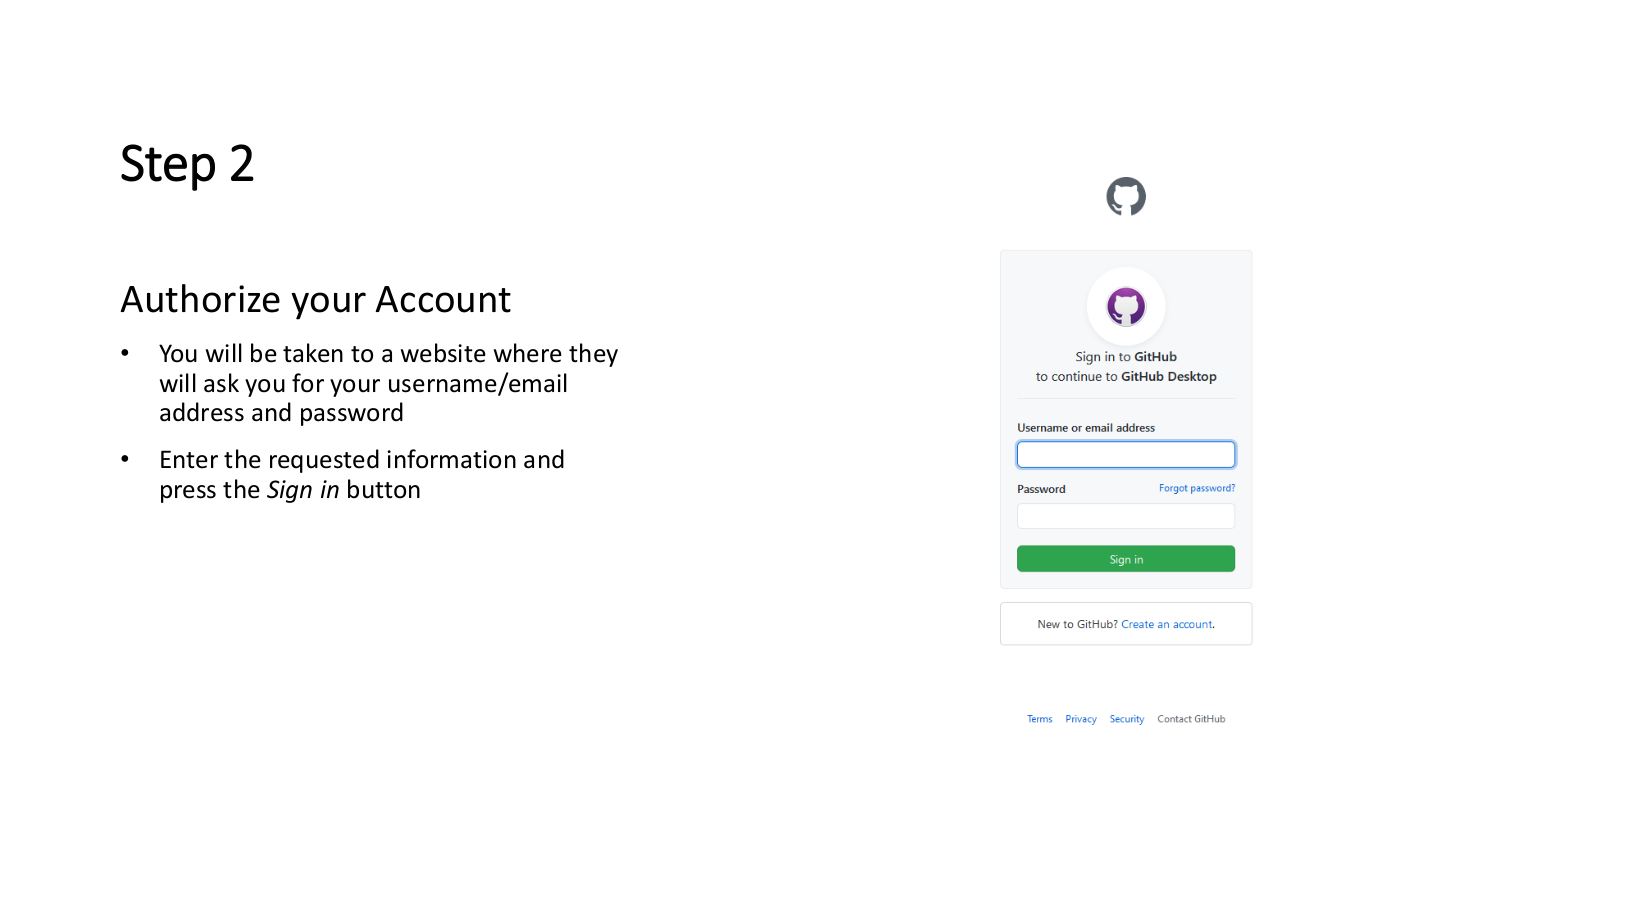 Step 2
Authorize your Account
• You will be taken to a website where they
will ask you for your username/email
address and password
• Enter the requested information and
press the Sign in button
Sign in to GitHub
to continue to GitHub Desktop
Username or email address
Password Forgot password?
Sign in
New to GitHub? Create an account.
Terms Privacy Security Contact GitHub